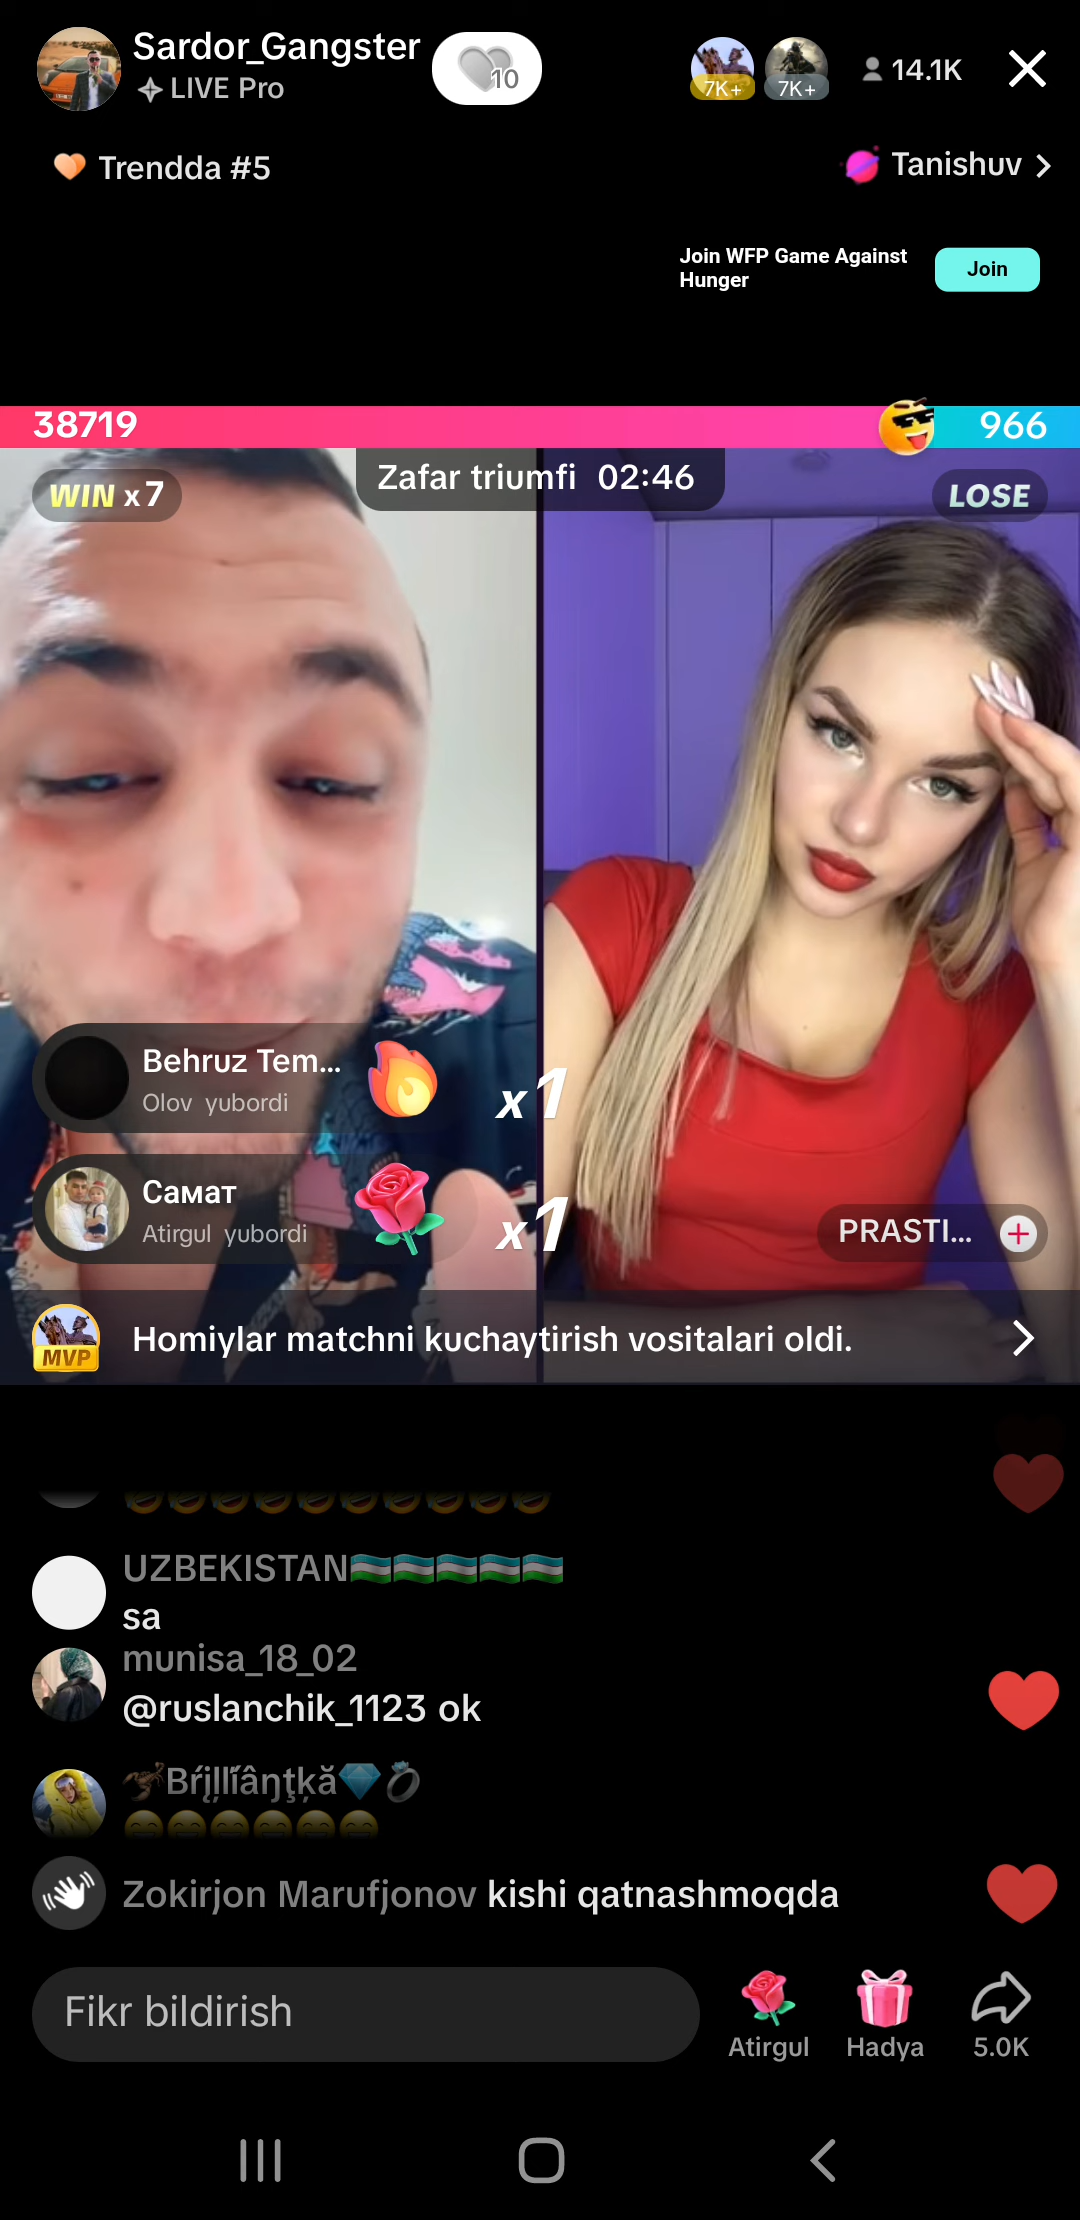 Sardor_Gangster
LIVE Pro
10
7K+
7K+
14.1K
Trendda #5
Tanishuv
Join WFP Game Against
Hunger
Join
38719
966
WIN x7
Zafar triumfi 02:46
LOSE
Behruz Tem...
Olov yubordi
x1
Самат
Atirgul yubordi
x1
PRASTI...
MVP
Homiylar matchni kuchaytirish vositalari oldi.
UZBEKISTAN🇺🇿🇺🇿🇺🇿🇺🇿🇺🇿
sa
munisa_18_02
@ruslanchik_1123 ok
Zokirjon Marufjonov kishi qatnashmoqda
Fikr bildirish
Atirgul
Hadya
5.0K